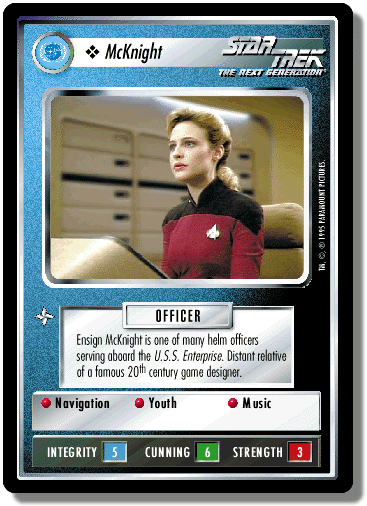 ❖ McKnight
STAR TREK
THE NEXT GENERATION®
TM, ©, ® 1995 PARAMOUNT PICTURES.
OFFICER
Ensign McKnight is one of many helm officers
serving aboard the U.S.S. Enterprise. Distant relative
of a famous 20th century game designer.
Navigation Youth Music
INTEGRITY 5 CUNNING 6 STRENGTH 3